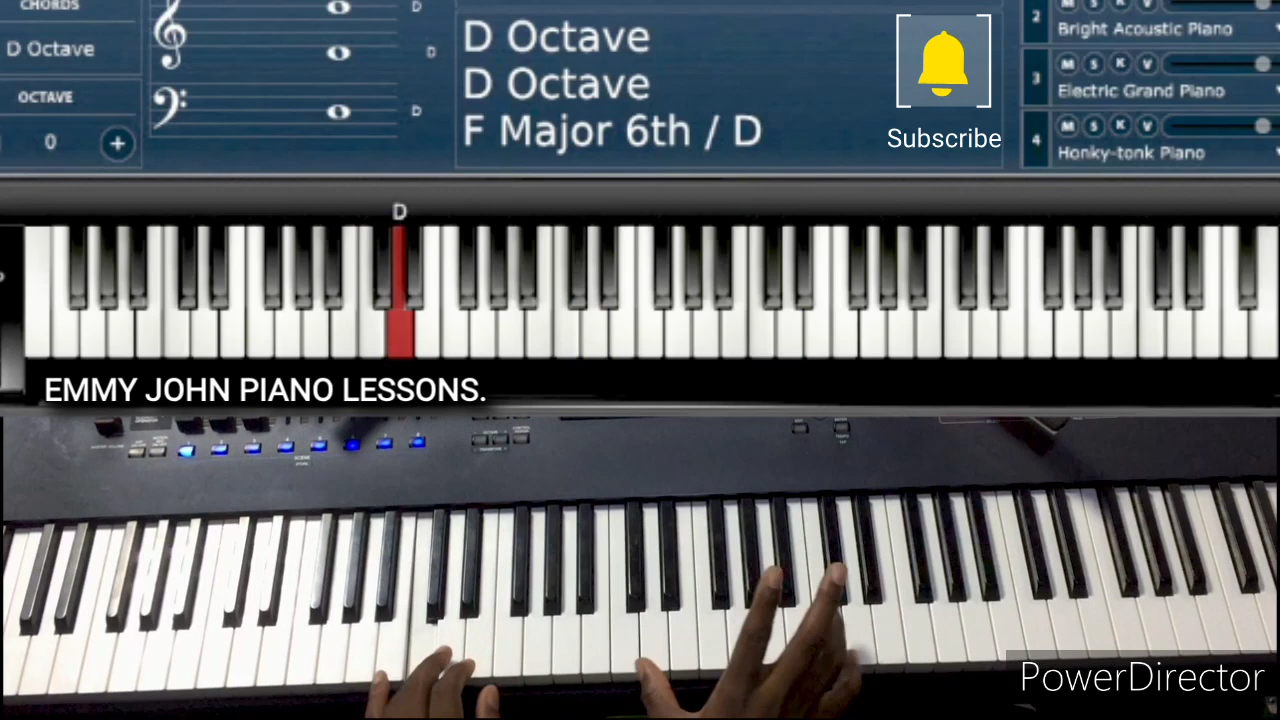 CHORDS
D Octave
OCTAVE
0
+
D
D
D
D Octave
D Octave
F Major 6th / D
Subscribe
2
M S K V
Bright Acoustic Piano
3
M S K V
Electric Grand Piano
4
M S K V
Honky-tonk Piano
D
EMMY JOHN PIANO LESSONS.
SCENE
PowerDirector